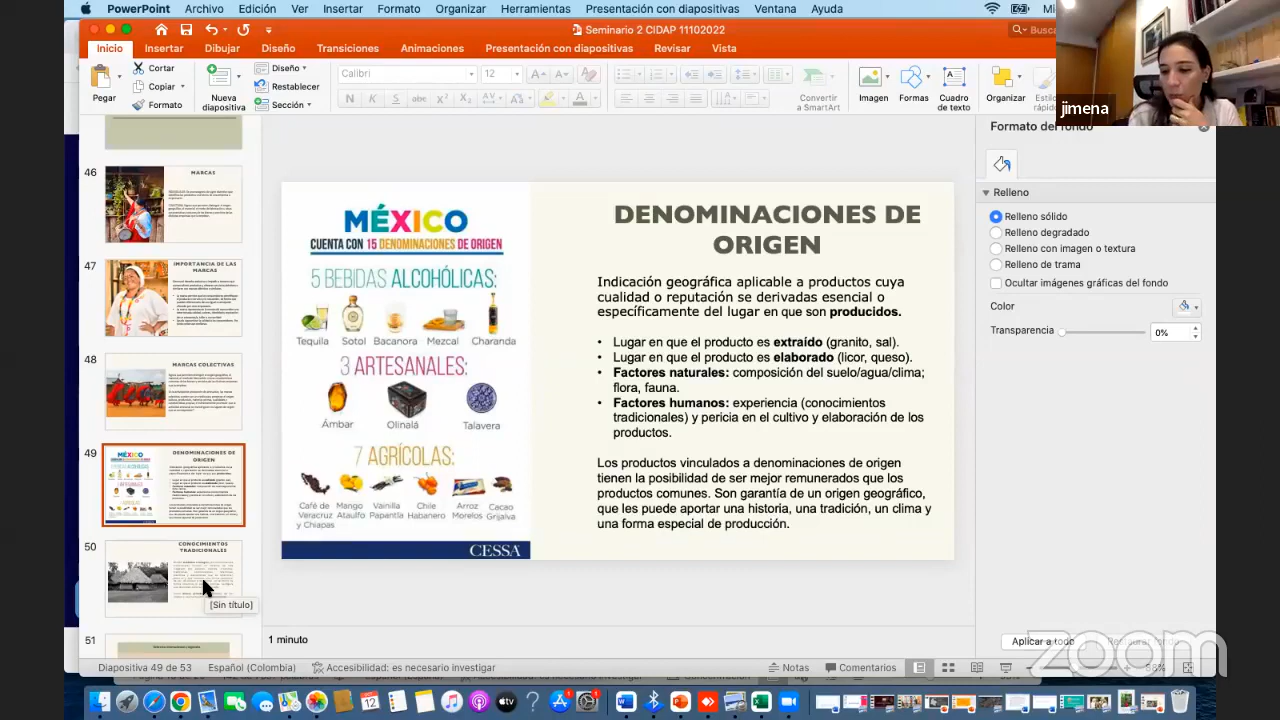 PowerPoint Archivo Edición Ver Insertar Formato Organizar Herramientas Presentación con diapositivas Ventana Ayuda
Seminario 2 CIDAP 11102022
Inicio Insertar Dibujar Diseño Transiciones Animaciones Presentación con diapositivas Revisar Vista
Pegar
Cortar
Copiar
Formato
Nueva
diapositiva
Diseño
Restablecer
Sección
Calibri
12
Convertir
a SmartArt
Imagen
Formas
Cuadro
de texto
Organizar
jimena
46
MARCAS
47
IMPORTANCIA DE LAS
MARCAS
48
MARCAS COLECTIVAS
49
DENOMINACIONES DE
ORIGEN
50
CONOCIMIENTOS
TRADICIONALES
[Sin título]
51
MÉXICO
CUENTA CON 15 DENOMINACIONES DE ORIGEN
5 BEBIDAS ALCOHÓLICAS:
Tequila Sotol Bacanora Mezcal Charanda
3 ARTESANALES:
Ámbar Olinalá Talavera
7 AGRÍCOLAS:
Café de
Veracruz
y Chiapas
Mango
Ataulfo
Vainilla
Papantla
Chile
Habanero
Arroz
Morelos
Cacao
Grijalva
CESSA
DENOMINACIONES DE
ORIGEN
Indicación geográfica aplicable a productos cuya
cualidad o reputación se derivadas esencial o
específicamente del lugar en que son producidos.
• Lugar en que el producto es extraído (granito, sal).
• Lugar en que el producto es elaborado (licor, queso).
• Factores naturales: composición del suelo/agua/clima;
flora, fauna.
• Factores humanos: experiencia (conocimientos
tradicionales) y pericia en el cultivo y elaboración de los
productos.
Los productos vinculados a denominaciones de origen
tienen la posibilidad de ser mejor remunerados que los
productos comunes. Son garantía de un origen geográfico,
que les puede aportar una historia, una tradición, un clima y
una forma especial de producción.
Formato del fondo
Relleno
Relleno sólido
Relleno degradado
Relleno con imagen o textura
Relleno de trama
Ocultar imágenes gráficas del fondo
Color
Transparencia
0%
Aplicar a todo
1 minuto
Diapositiva 49 de 53 Español (Colombia) Accesibilidad: es necesario investigar Notas Comentarios
zoom